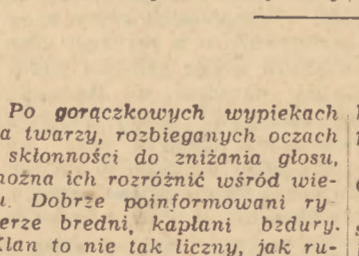 Po gorączkowych wypiekach
a twarzy, rozbieganych oczach
skłonności do zniżania głosu,
ożna ich rozróżnić wśród wie-
u. Dobrze poinformowani ry
erze bredni, kapłani bzdury.
Klan to nie tak liczny, jak ru-